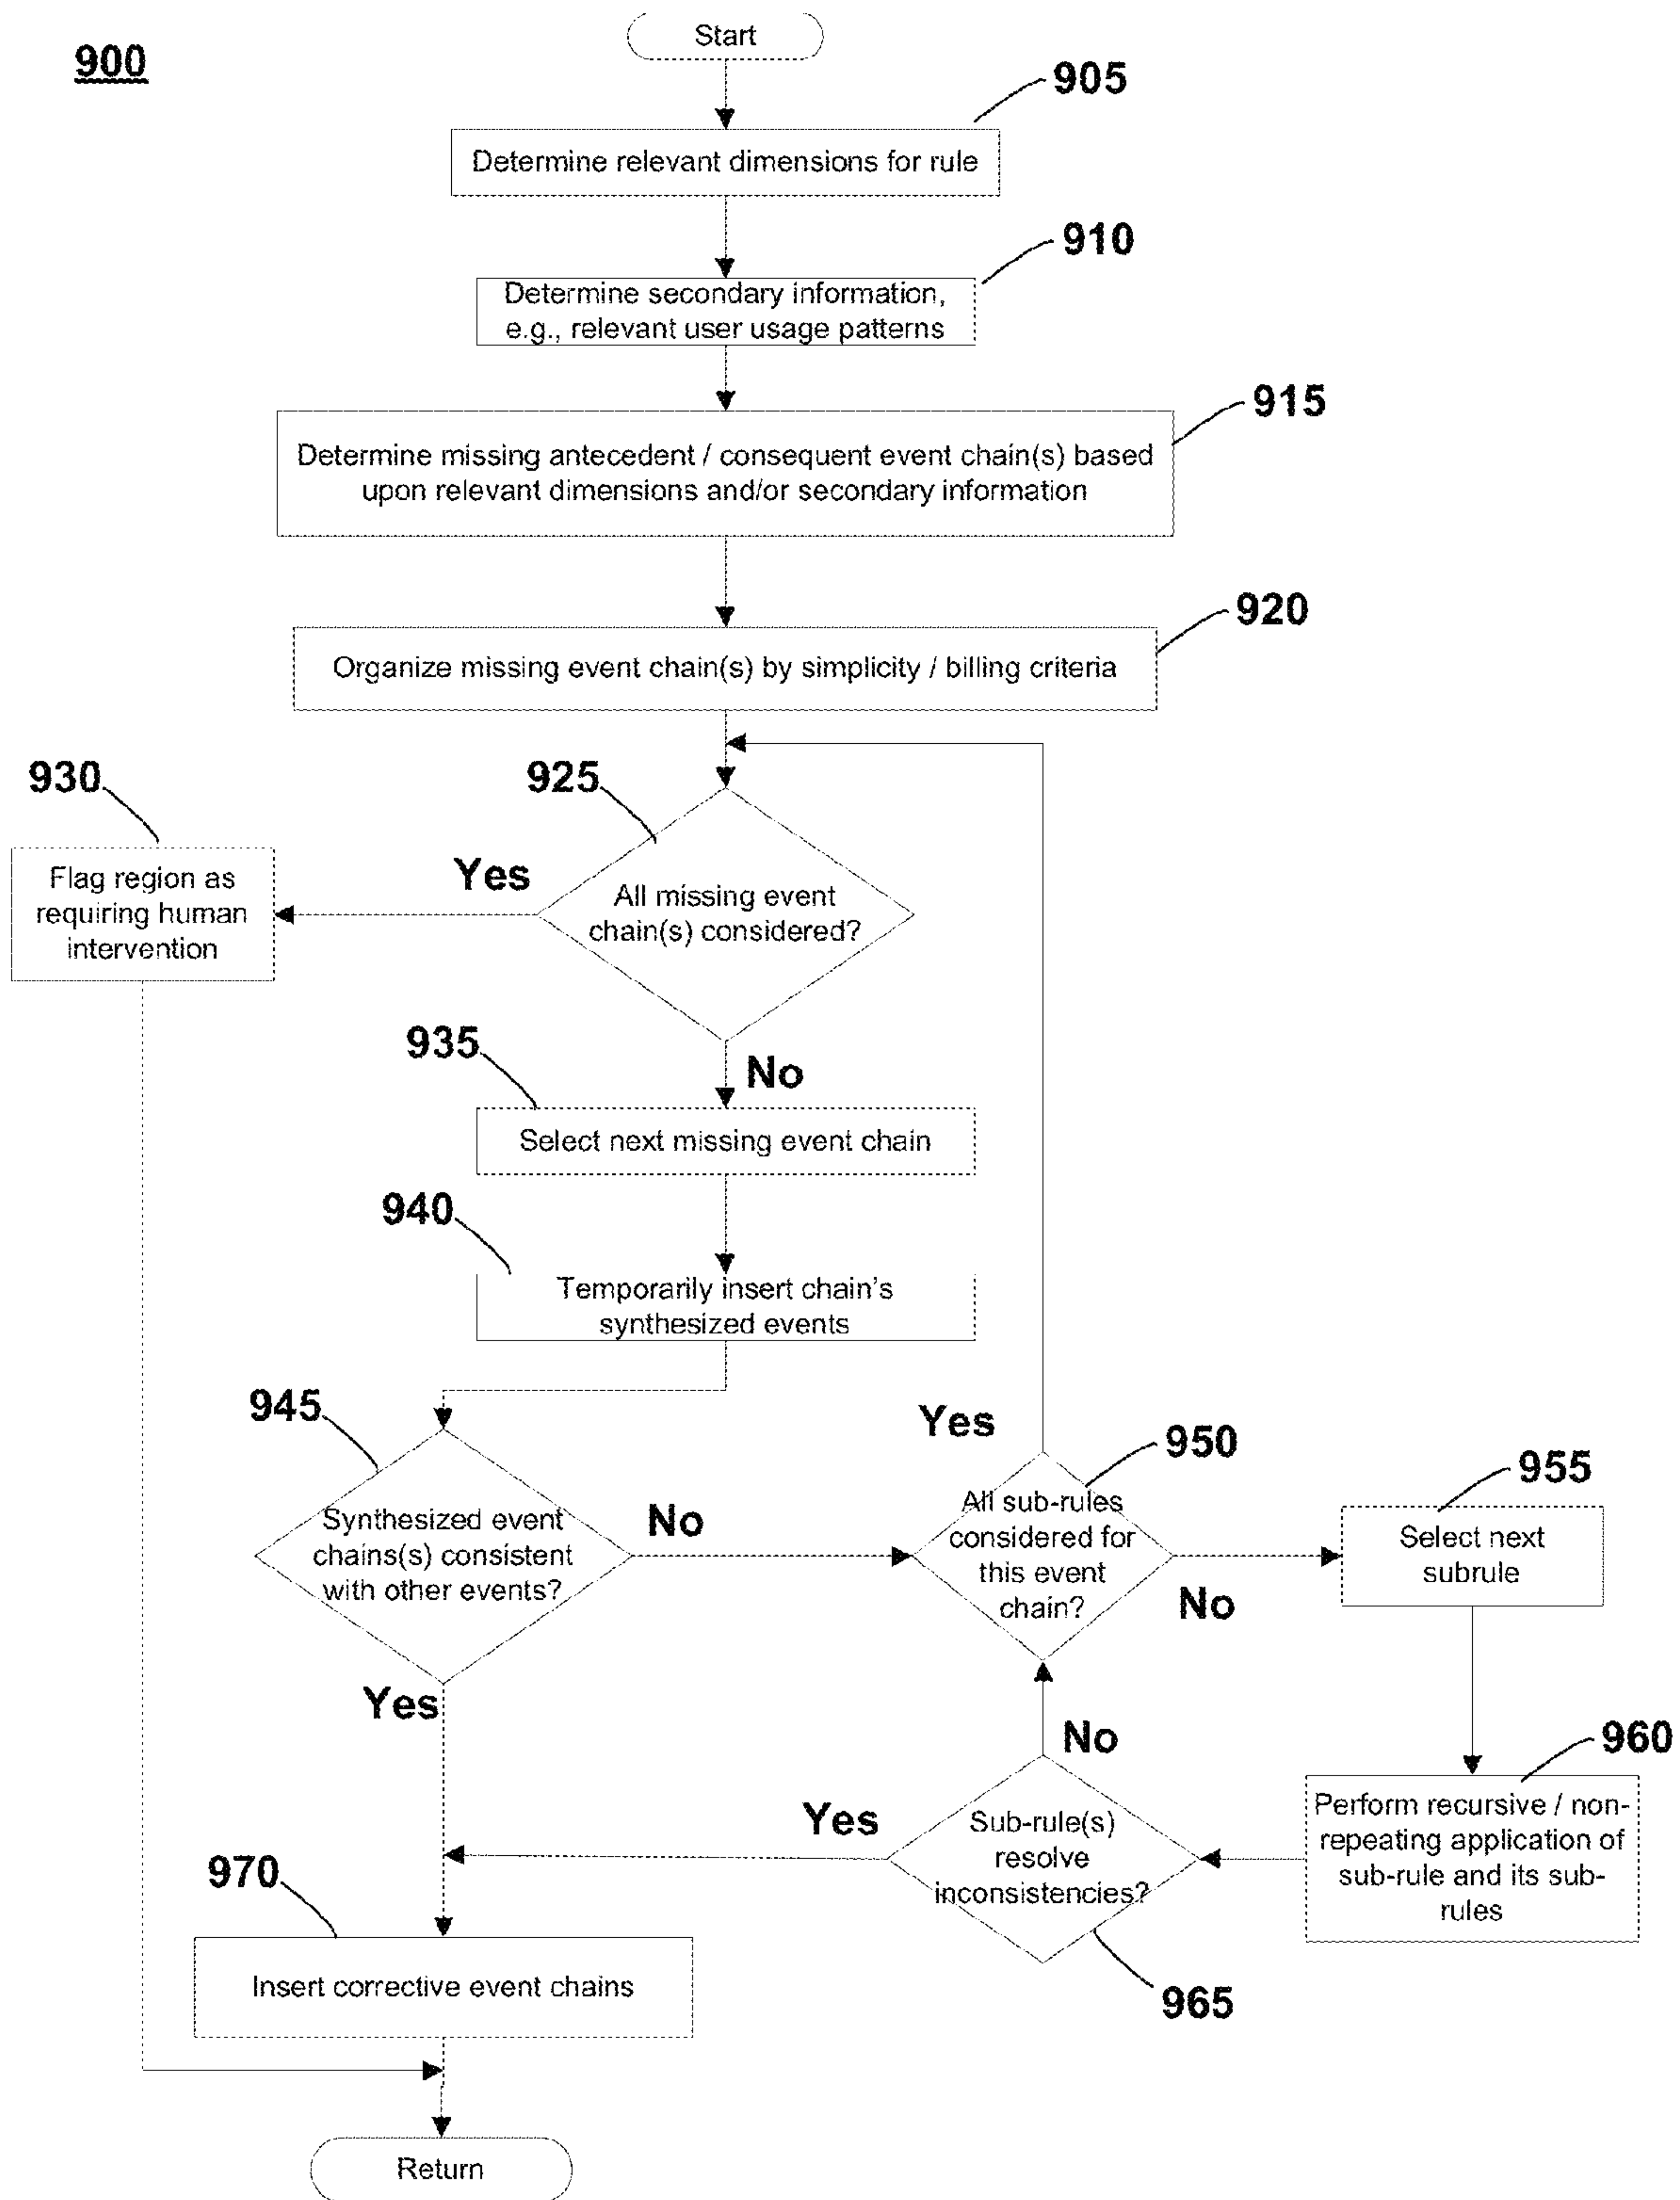 900
Start
905
Determine relevant dimensions for rule
910
Determine secondary information,
e.g., relevant user usage patterns
915
Determine missing antecedent / consequent event chain(s) based
upon relevant dimensions and/or secondary information
920
Organize missing event chain(s) by simplicity / billing criteria
930
925
Flag region as
requiring human
intervention
Yes
All missing event
chain(s) considered?
935
No
Select next missing event chain
940
Temporarily insert chain's
synthesized events
945
Synthesized event
chains(s) consistent
with other events?
No
Yes
950
All sub-rules
considered for
this event
chain?
No
955
Select next
subrule
Yes
No
960
Perform recursive / non-
repeating application of
sub-rule and its sub-
rules
Yes
Sub-rule(s)
resolve
inconsistencies?
965
970
Insert corrective event chains
Return